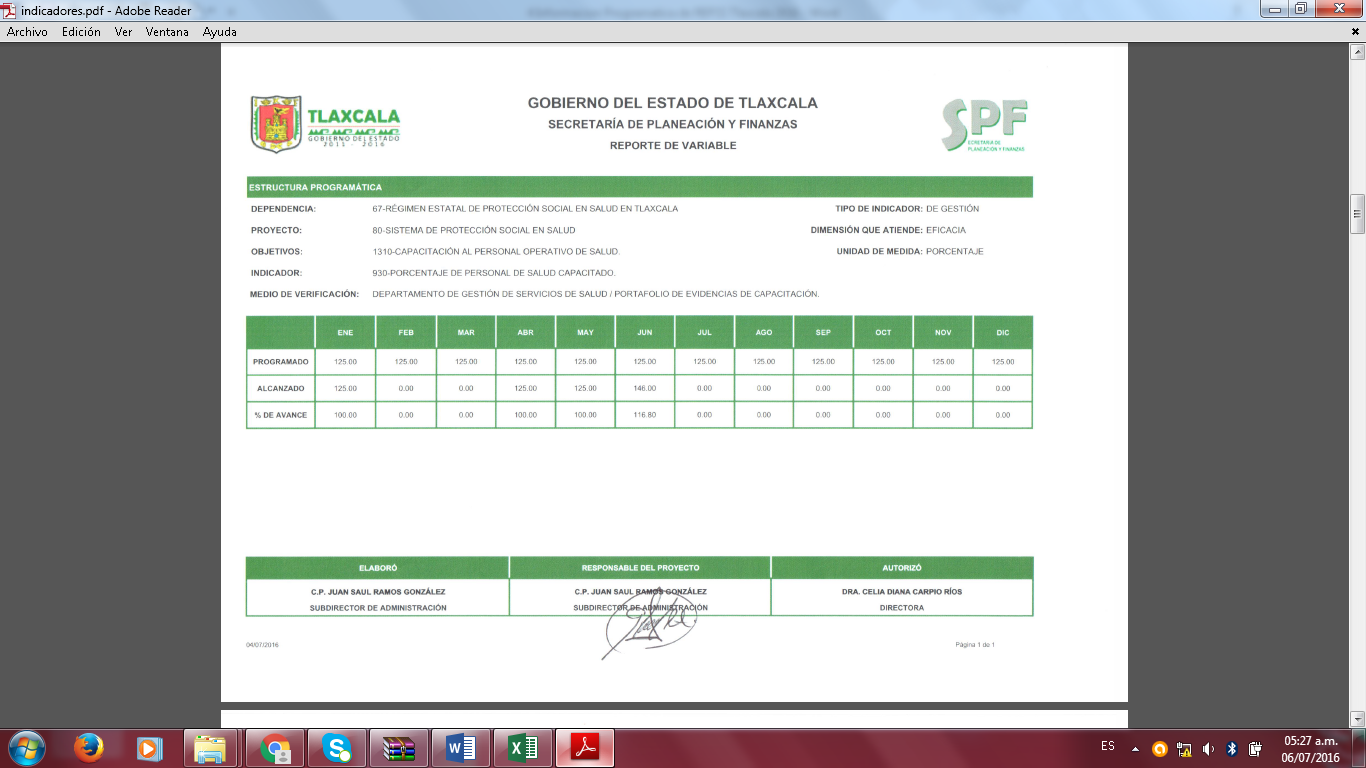 indicadores.pdf - Adobe Reader
Archivo Edición Ver Ventana Ayuda
TLAXCALA
GOBIERNO DEL ESTADO
2011 - 2016
GOBIERNO DEL ESTADO DE TLAXCALA
SECRETARÍA DE PLANEACIÓN Y FINANZAS
REPORTE DE VARIABLE
SPF
SECRETARÍA DE
PLANEACIÓN Y FINANZAS
ESTRUCTURA PROGRAMÁTICA
DEPENDENCIA: 67-RÉGIMEN ESTATAL DE PROTECCIÓN SOCIAL EN SALUD EN TLAXCALA TIPO DE INDICADOR: DE GESTIÓN
PROYECTO: 80-SISTEMA DE PROTECCIÓN SOCIAL EN SALUD DIMENSIÓN QUE ATIENDE: EFICACIA
OBJETIVOS: 1310-CAPACITACIÓN AL PERSONAL OPERATIVO DE SALUD. UNIDAD DE MEDIDA: PORCENTAJE
INDICADOR: 930-PORCENTAJE DE PERSONAL DE SALUD CAPACITADO.
MEDIO DE VERIFICACIÓN: DEPARTAMENTO DE GESTIÓN DE SERVICIOS DE SALUD / PORTAFOLIO DE EVIDENCIAS DE CAPACITACIÓN.
ENE FEB MAR ABR MAY JUN JUL AGO SEP OCT NOV DIC
PROGRAMADO 125.00 125.00 125.00 125.00 125.00 125.00 125.00 125.00 125.00 125.00 125.00 125.00
ALCANZADO 125.00 0.00 0.00 125.00 125.00 146.00 0.00 0.00 0.00 0.00 0.00 0.00
% DE AVANCE 100.00 0.00 0.00 100.00 100.00 116.80 0.00 0.00 0.00 0.00 0.00 0.00
ELABORÓ RESPONSABLE DEL PROYECTO AUTORIZÓ
C.P. JUAN SAUL RAMOS GONZÁLEZ C.P. JUAN SAUL RAMOS GONZÁLEZ DRA. CELIA DIANA CARPIO RÍOS
SUBDIRECTOR DE ADMINISTRACIÓN SUBDIRECTOR DE ADMINISTRACIÓN DIRECTORA
04/07/2016 Página 1 de 1
ES
05:27 a.m.
06/07/2016